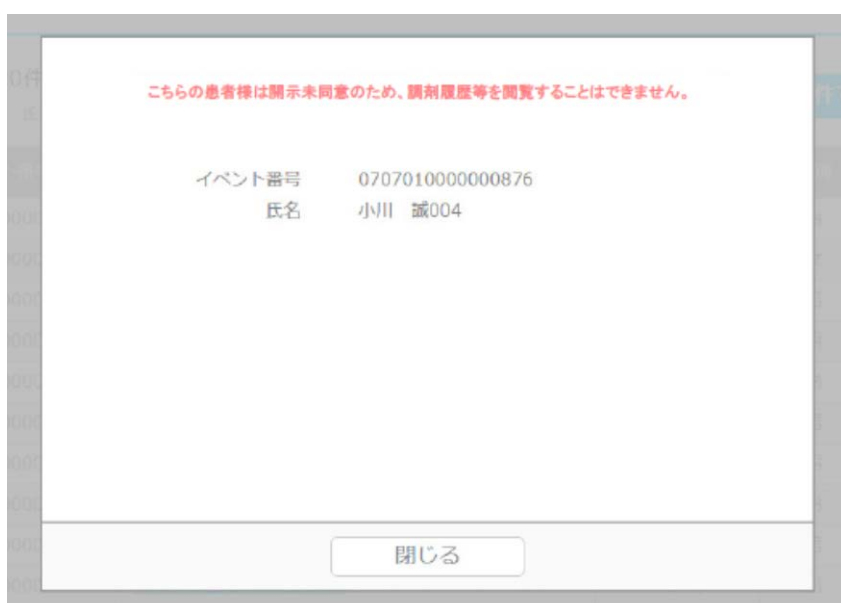 こちらの患者様は開示未同意のため、調剤履歴等を閲覧することはできません。
イベント番号 0707010000000876
氏名 小川 誠004
閉じる